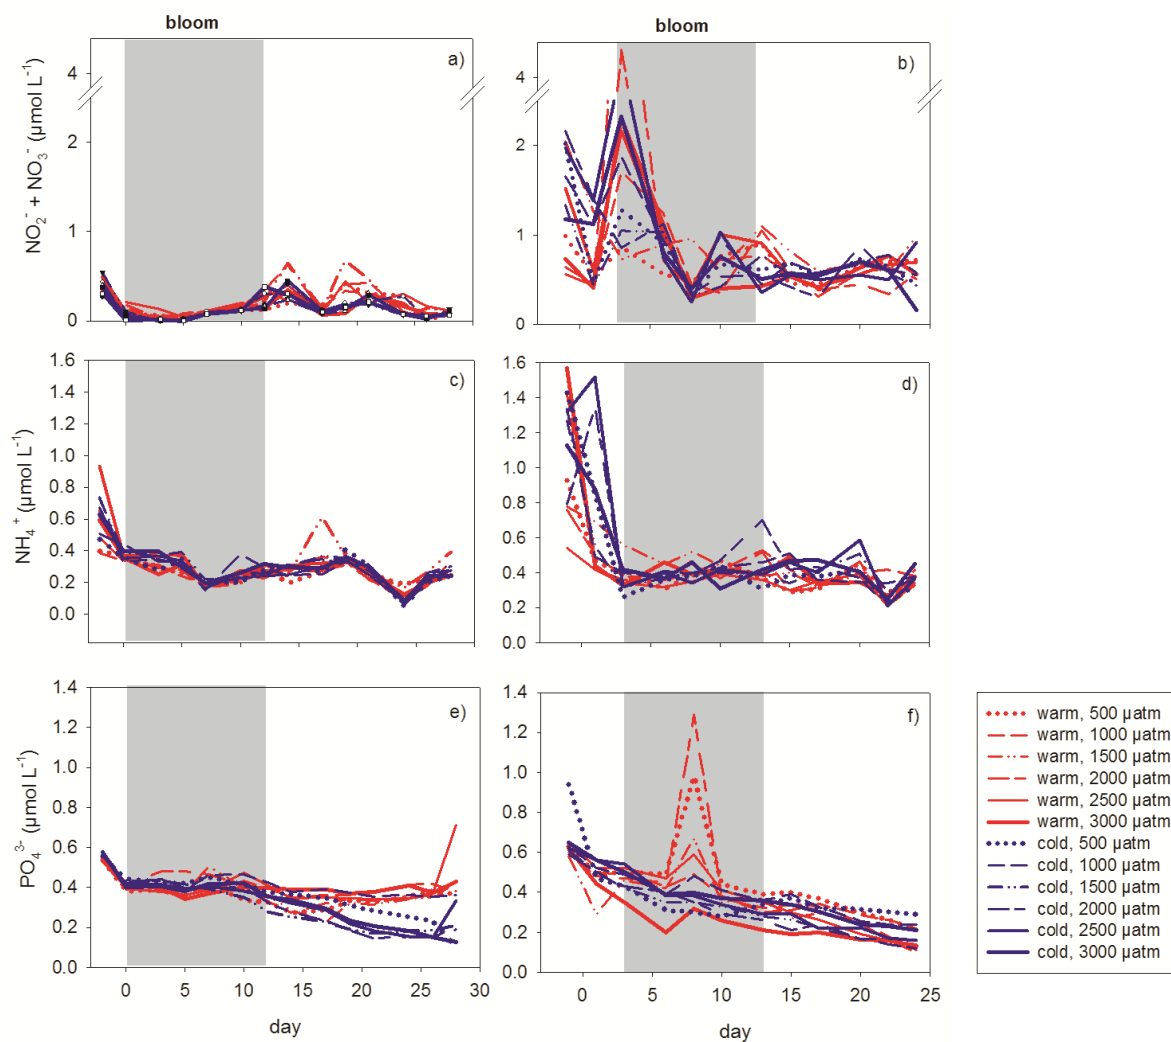 bloom
bloom
a)
b)
4
2
1
0
NO₂⁻ + NO₃⁻ (µmol L⁻¹)
4
2
1
0
c)
d)
1.6
1.4
1.2
1.0
0.8
0.6
0.4
0.2
0.0
NH₄⁺ (µmol L⁻¹)
1.6
1.4
1.2
1.0
0.8
0.6
0.4
0.2
0.0
e)
f)
1.4
1.2
1.0
0.8
0.6
0.4
0.2
0.0
PO₄³⁻ (µmol L⁻¹)
1.4
1.2
1.0
0.8
0.6
0.4
0.2
0.0
0 5 10 15 20 25 30
day
0 5 10 15 20 25
day
warm, 500 µatm
warm, 1000 µatm
warm, 1500 µatm
warm, 2000 µatm
warm, 2500 µatm
warm, 3000 µatm
cold, 500 µatm
cold, 1000 µatm
cold, 1500 µatm
cold, 2000 µatm
cold, 2500 µatm
cold, 3000 µatm